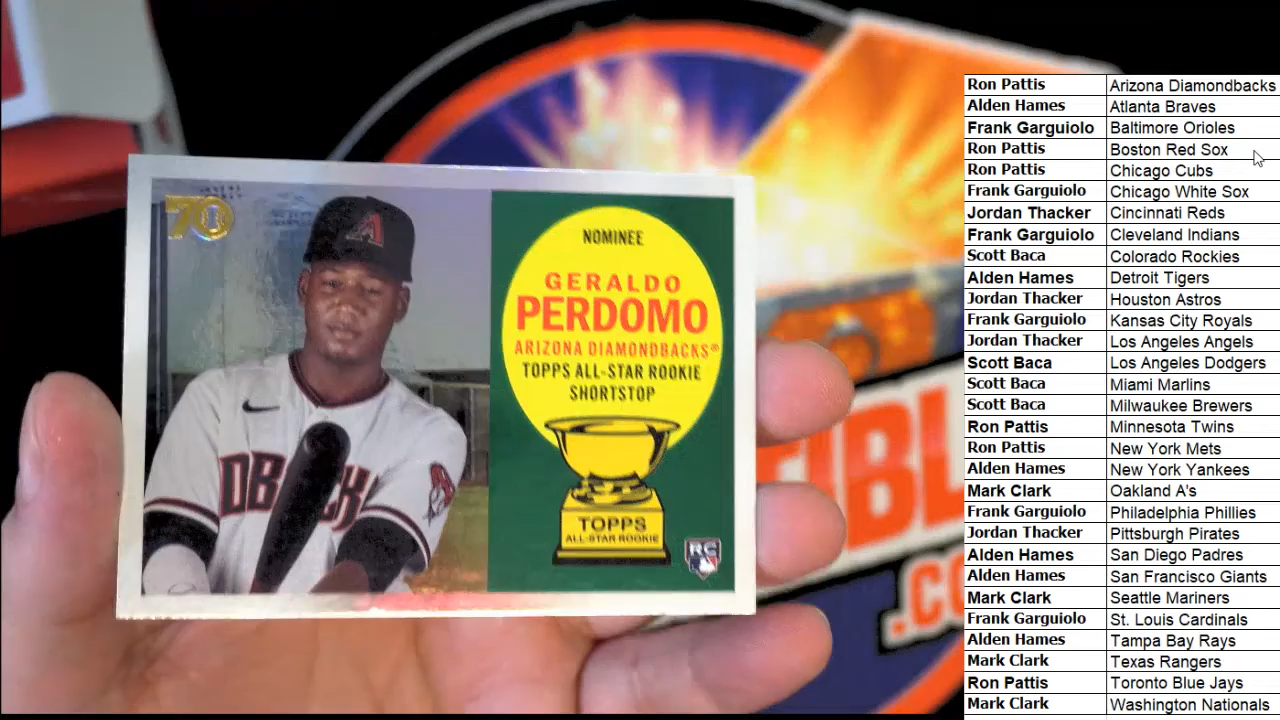 70
NOMINEE
GERALDO
PERDOMO
ARIZONA DIAMONDBACKS®
TOPPS ALL-STAR ROOKIE
SHORTSTOP
TOPPS
ALL-STAR ROOKIE
RC
A
DBACKS
IBL
.CO
Ron Pattis Arizona Diamondbacks
Alden Hames Atlanta Braves
Frank Garguiolo Baltimore Orioles
Ron Pattis Boston Red Sox
Ron Pattis Chicago Cubs
Frank Garguiolo Chicago White Sox
Jordan Thacker Cincinnati Reds
Frank Garguiolo Cleveland Indians
Scott Baca Colorado Rockies
Alden Hames Detroit Tigers
Jordan Thacker Houston Astros
Frank Garguiolo Kansas City Royals
Jordan Thacker Los Angeles Angels
Scott Baca Los Angeles Dodgers
Scott Baca Miami Marlins
Scott Baca Milwaukee Brewers
Ron Pattis Minnesota Twins
Ron Pattis New York Mets
Alden Hames New York Yankees
Mark Clark Oakland A's
Frank Garguiolo Philadelphia Phillies
Jordan Thacker Pittsburgh Pirates
Alden Hames San Diego Padres
Alden Hames San Francisco Giants
Mark Clark Seattle Mariners
Frank Garguiolo St. Louis Cardinals
Alden Hames Tampa Bay Rays
Mark Clark Texas Rangers
Ron Pattis Toronto Blue Jays
Mark Clark Washington Nationals